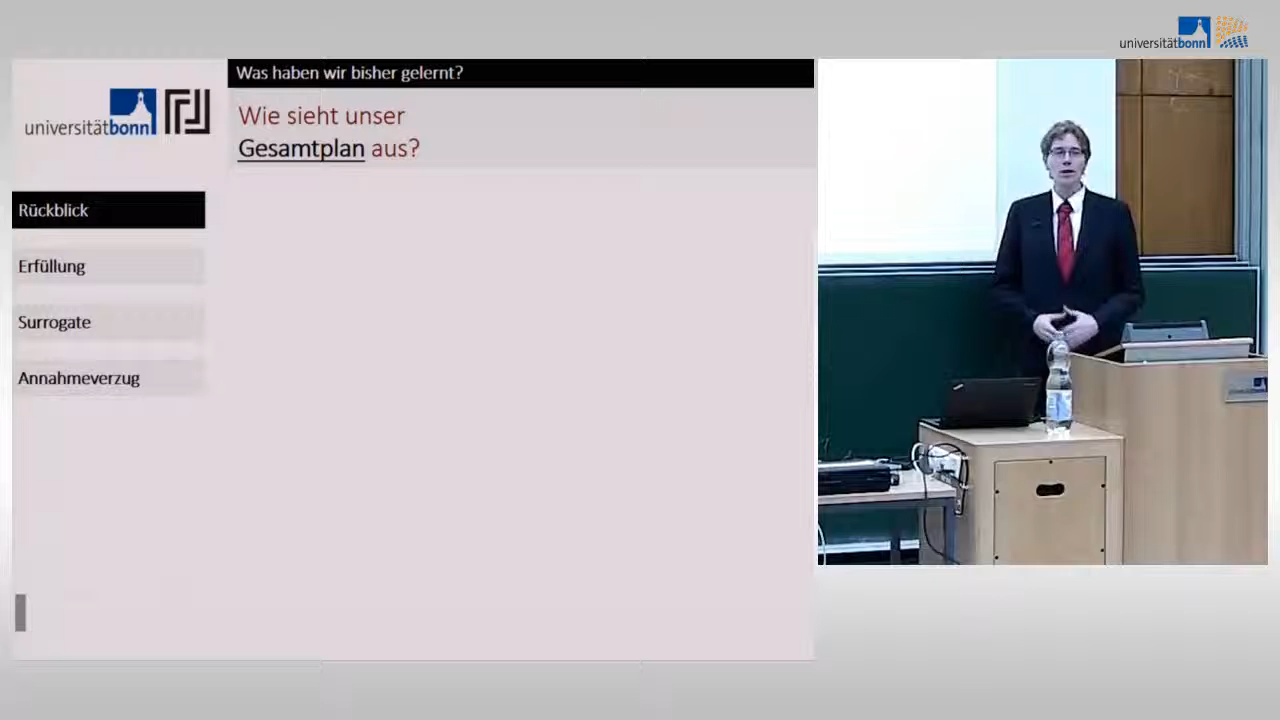 universitätbonn
Was haben wir bisher gelernt?
universitätbonn
Wie sieht unser
Gesamtplan aus?
Rückblick
Erfüllung
Surrogate
Annahmeverzug